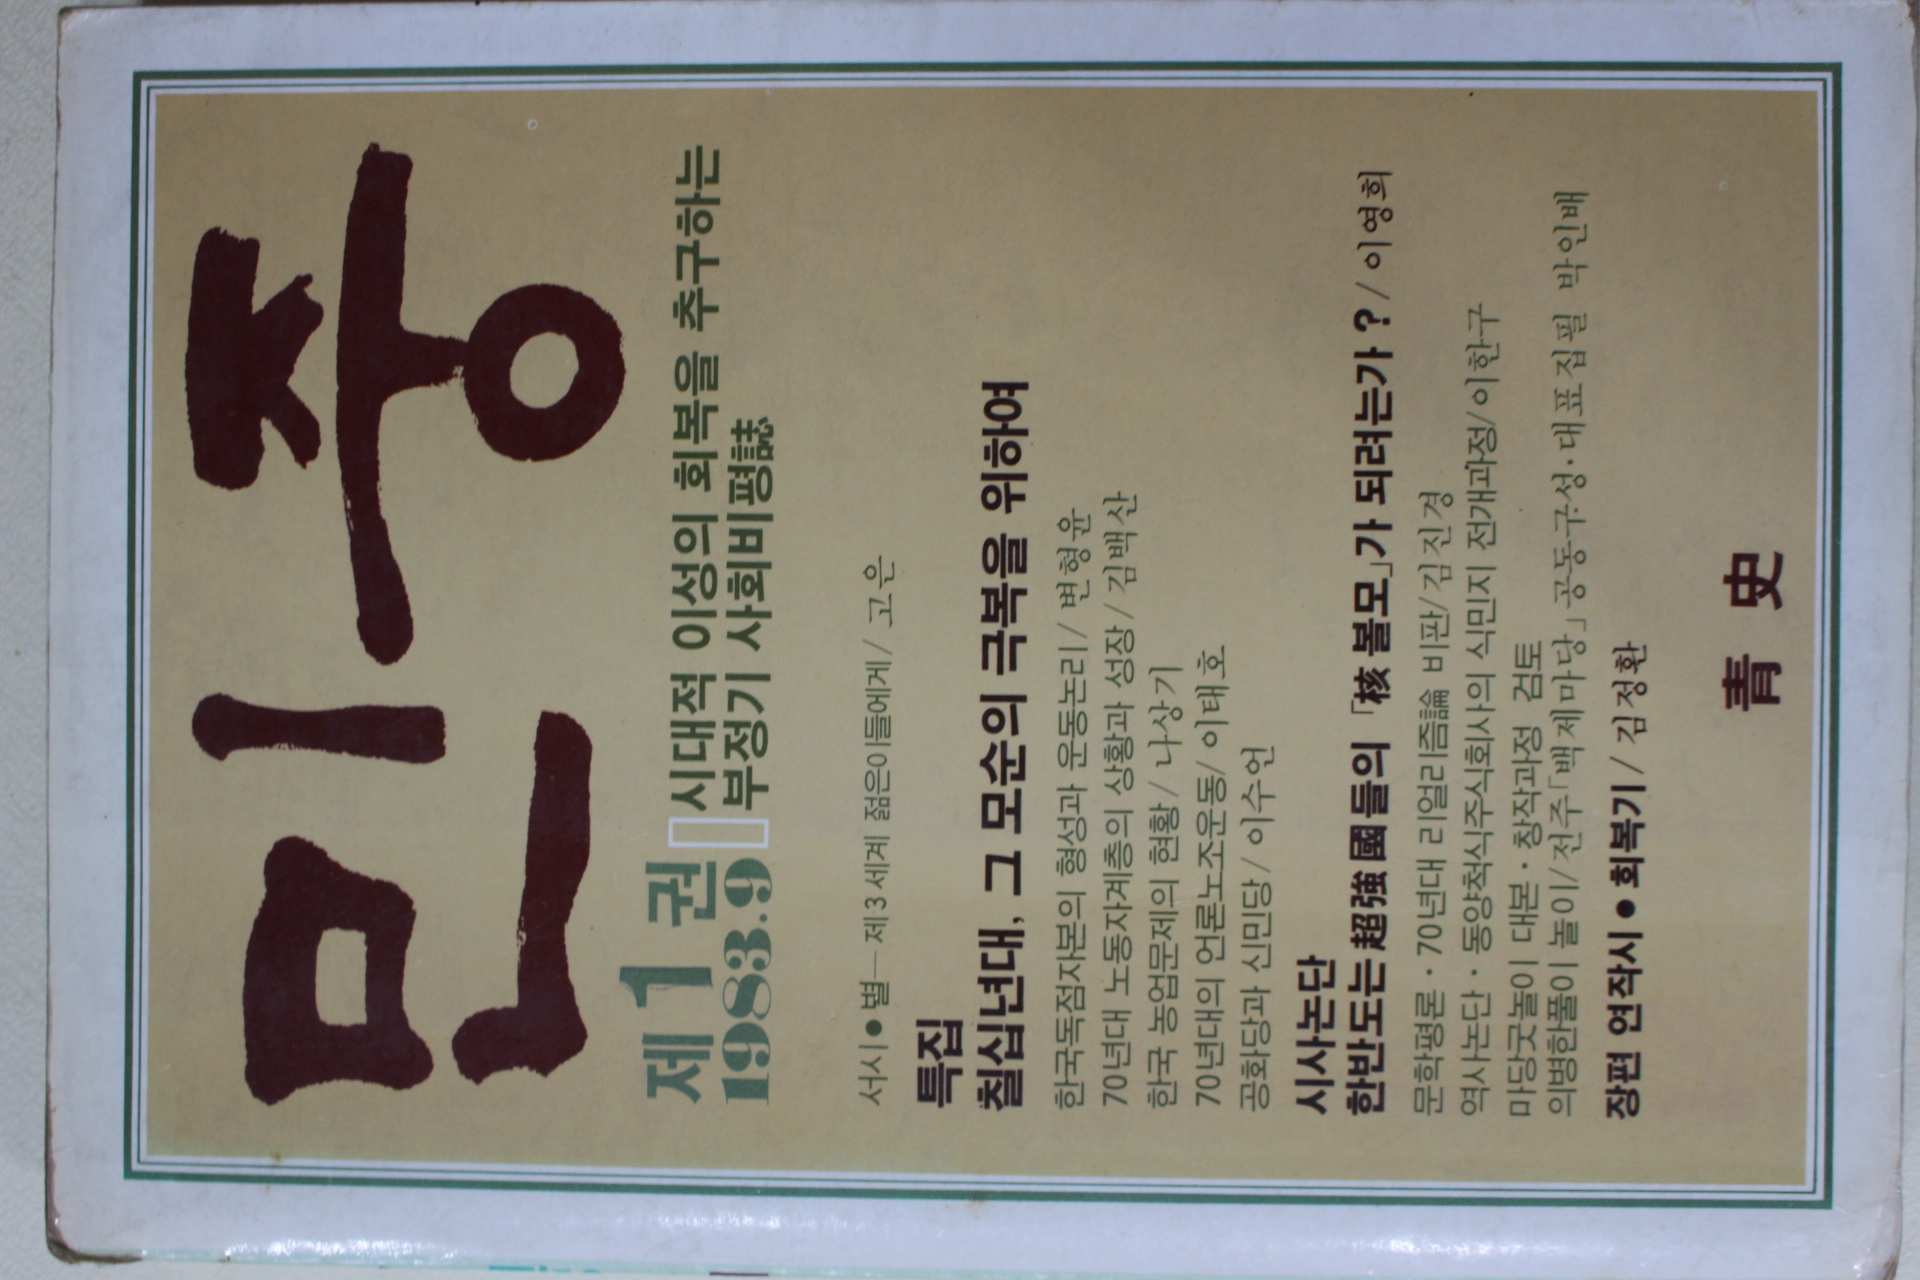 민중
제1권
1983.9
시대적 이성의 회복을 추구하는
부정기 사회비평誌
서시●별─제3세계 젊은이들에게/고은
특집
칠십년대, 그 모순의 극복을 위하여
한국독점자본의 형성과 운동논리/변형윤
70년대 노동자계층의 상황과 성장/김백산
한국 농업문제의 현황/나상기
70년대의 언론노조운동/이태호
공화당과 신민당/이수언
시사논단
한반도는 超強國들의 「核 볼모」가 되려는가?/이영희
문학평론·70년대 리얼리즘論 비판/김진경
역사논단·동양척식주식회사의 식민지 전개과정/이한구
마당굿놀이 대본·창작과정 검토
의병한풀이 놀이/전주「백제마당」공동구성·대표집필 박인배
장편 연작시●회복기/김정환
靑史